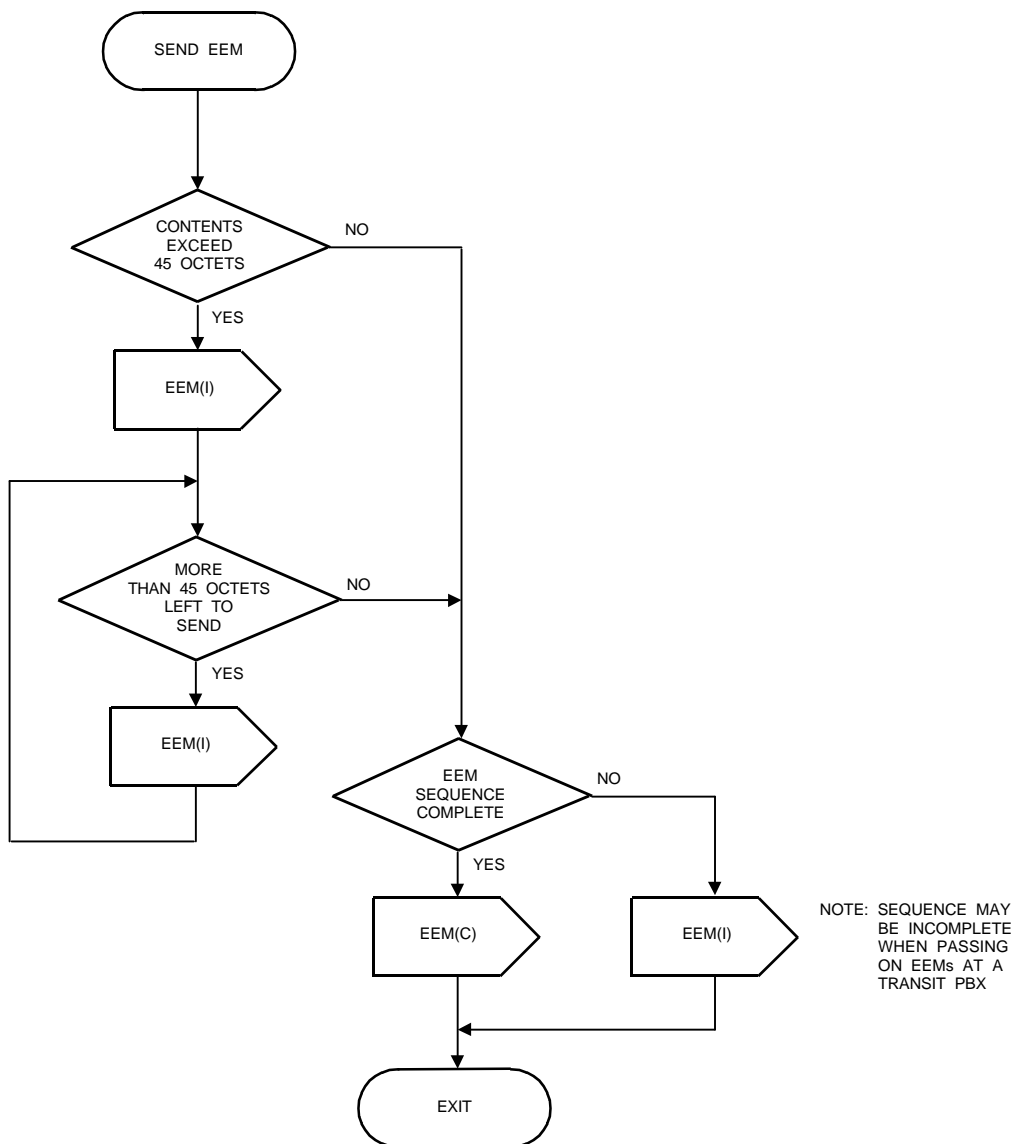 SEND EEM
CONTENTS
EXCEED
45 OCTETS
NO
YES
EEM(I)
MORE
THAN 45 OCTETS
LEFT TO
SEND
NO
YES
EEM(I)
EEM
SEQUENCE
COMPLETE
NO
YES
EEM(C)
EEM(I)
NOTE: SEQUENCE MAY
BE INCOMPLETE
WHEN PASSING
ON EEMs AT A
TRANSIT PBX
EXIT